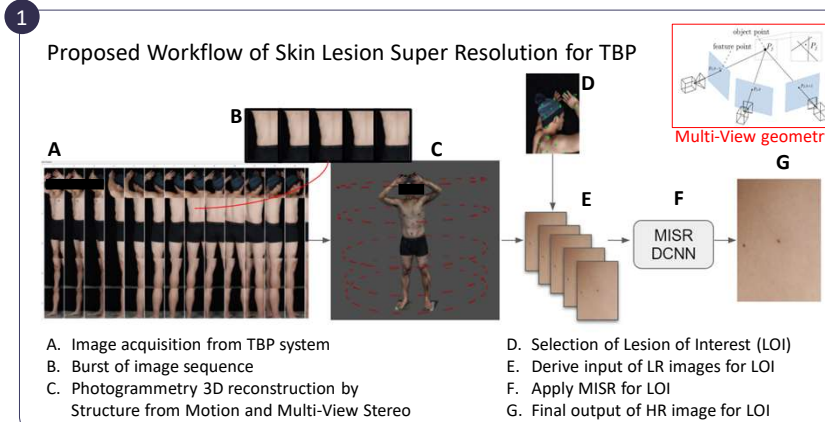 1
Proposed Workflow of Skin Lesion Super Resolution for TBP
object point
feature point
Multi-View geometr
A
B
C
D
E
F
G
MISR
DCNN
A. Image acquisition from TBP system
B. Burst of image sequence
C. Photogrammetry 3D reconstruction by
Structure from Motion and Multi-View Stereo
D. Selection of Lesion of Interest (LOI)
E. Derive input of LR images for LOI
F. Apply MISR for LOI
G. Final output of HR image for LOI